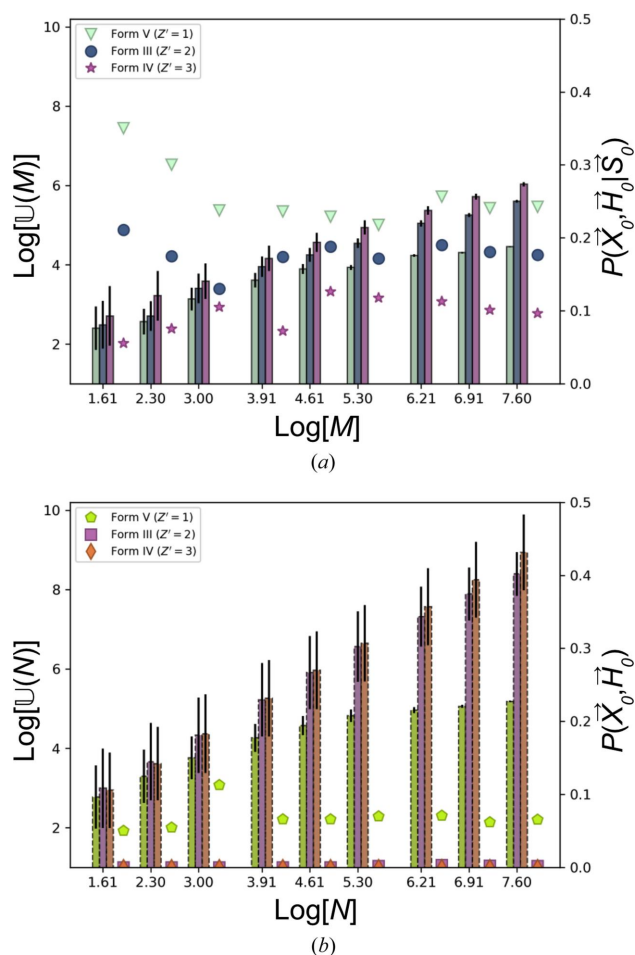 Form V (Z′ = 1)
Form III (Z′ = 2)
Form IV (Z′ = 3)
10
8
6
4
2
Log[𝕌(M)]
0.5
0.4
0.3
0.2
0.1
0.0
P(X⃗₀, H⃗₀|S⃗₀)
1.61 2.30 3.00 3.91 4.61 5.30 6.21 6.91 7.60
Log[M]
(a)
Form V (Z′ = 1)
Form III (Z′ = 2)
Form IV (Z′ = 3)
10
8
6
4
2
Log[𝕌(N)]
0.5
0.4
0.3
0.2
0.1
0.0
P(X⃗₀, H⃗₀)
1.61 2.30 3.00 3.91 4.61 5.30 6.21 6.91 7.60
Log[N]
(b)